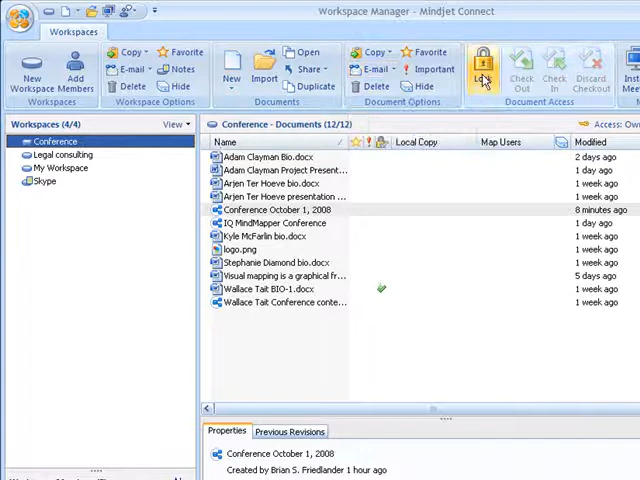 Workspace Manager - Mindjet Connect
Workspaces
New Workspace
Add Members
Copy
E-mail
Delete
Favorite
Notes
Hide
Workspaces
Workspace Options
New
Import
Open
Share
Duplicate
Documents
Copy
E-mail
Delete
Favorite
Important
Hide
Document Options
Check Out
Check In
Discard Checkout
Document Access
Workspaces (4/4)
View
Conference
Legal consulting
My Workspace
Skype
Conference - Documents (12/12)
Name
Local Copy
Map Users
Modified
Adam Clayman Bio.docx 2 days ago
Adam Clayman Project Present... 1 day ago
Arjen Ter Hoeve bio.docx 1 week ago
Arjen Ter Hoeve presentation ... 1 week ago
Conference October 1, 2008 8 minutes ago
IQ MindMapper Conference 1 day ago
Kyle McFarlin bio.docx 1 week ago
logo.png 1 week ago
Stephanie Diamond bio.docx 1 week ago
Visual mapping is a graphical fr... 5 days ago
Wallace Tait BIO-1.docx 1 week ago
Wallace Tait Conference conte... 1 week ago
Properties
Previous Revisions
Conference October 1, 2008
Created by Brian S. Friedlander 1 hour ago